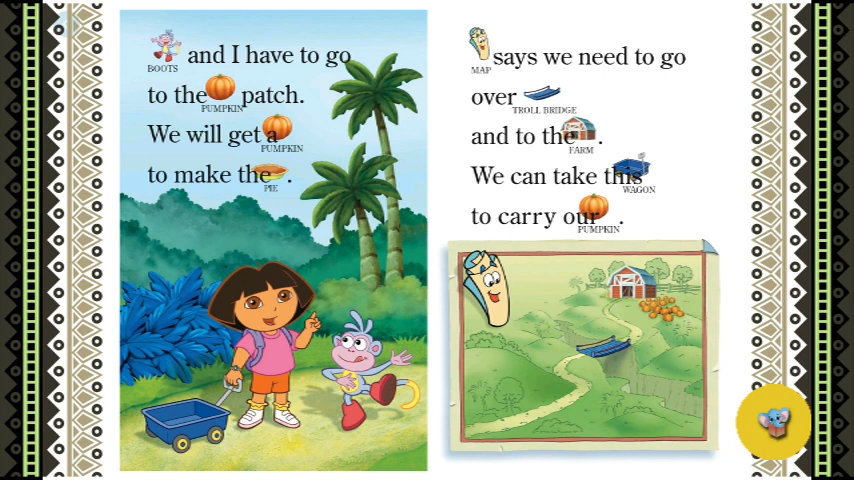 BOOTS and I have to go
to the PUMPKIN patch.
We will get a PUMPKIN
to make the PIE .
MAP says we need to go
over TROLL BRIDGE
and to the FARM .
We can take this WAGON
to carry our PUMPKIN .